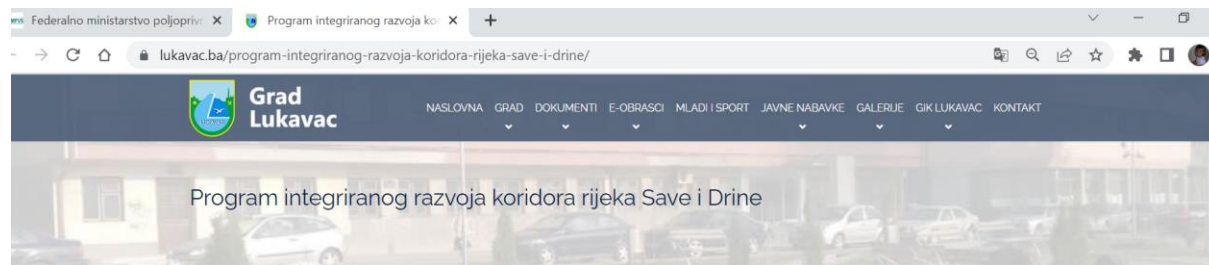 Federalno ministarstvo poljopriv
Program integriranog razvoja ko
lukavac.ba/program-integriranog-razvoja-koridora-rijeka-save-i-drine/
Grad
Lukavac
NASLOVNA GRAD DOKUMENTI E-OBRASCI MLADI I SPORT JAVNE NABAVKE GALERIJE GIK LUKAVAC KONTAKT
Program integriranog razvoja koridora rijeka Save i Drine